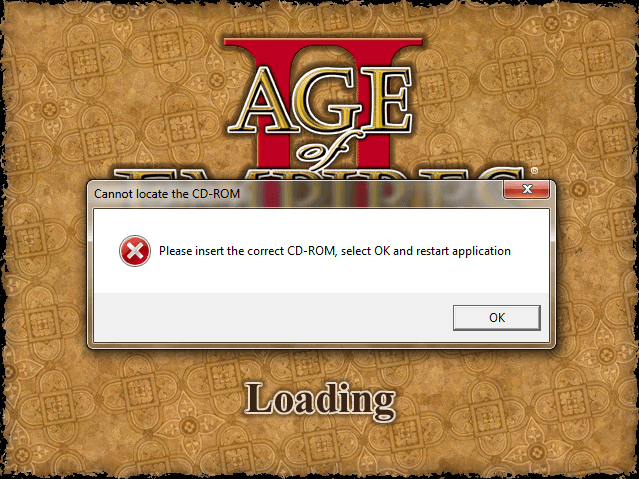 II
AGE
of
EMPIRES®
Cannot locate the CD-ROM
Please insert the correct CD-ROM, select OK and restart application
OK
Loading